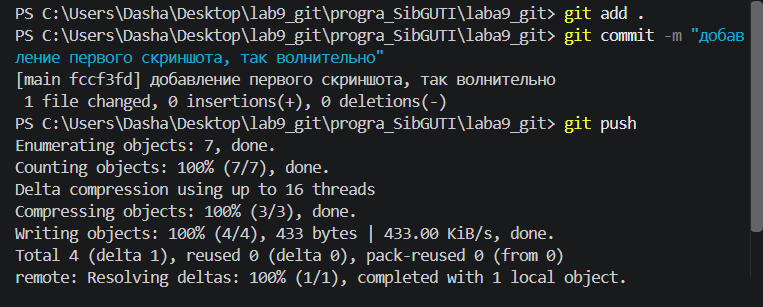 PS C:\Users\Dasha\Desktop\lab9_git\progra_SibGUTI\laba9_git> git add .
PS C:\Users\Dasha\Desktop\lab9_git\progra_SibGUTI\laba9_git> git commit -m "добав
ление первого скриншота, так волнительно"
[main fccf3fd] добавление первого скриншота, так волнительно
 1 file changed, 0 insertions(+), 0 deletions(-)
PS C:\Users\Dasha\Desktop\lab9_git\progra_SibGUTI\laba9_git> git push
Enumerating objects: 7, done.
Counting objects: 100% (7/7), done.
Delta compression using up to 16 threads
Compressing objects: 100% (3/3), done.
Writing objects: 100% (4/4), 433 bytes | 433.00 KiB/s, done.
Total 4 (delta 1), reused 0 (delta 0), pack-reused 0 (from 0)
remote: Resolving deltas: 100% (1/1), completed with 1 local object.